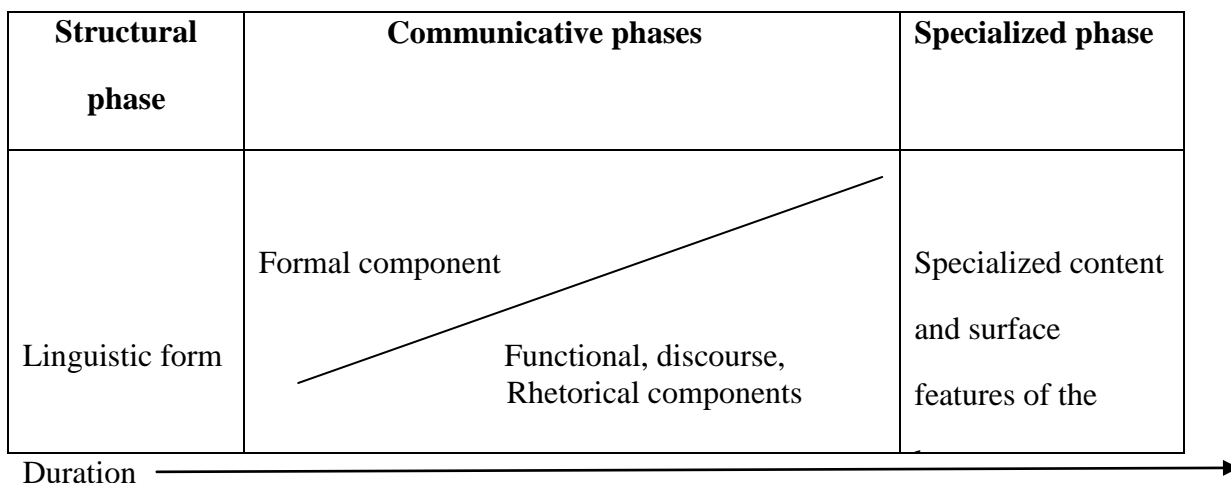 Structural
phase
Communicative phases
Specialized phase
Linguistic form
Formal component
Functional, discourse,
Rhetorical components
Specialized content
and surface
features of the
Duration